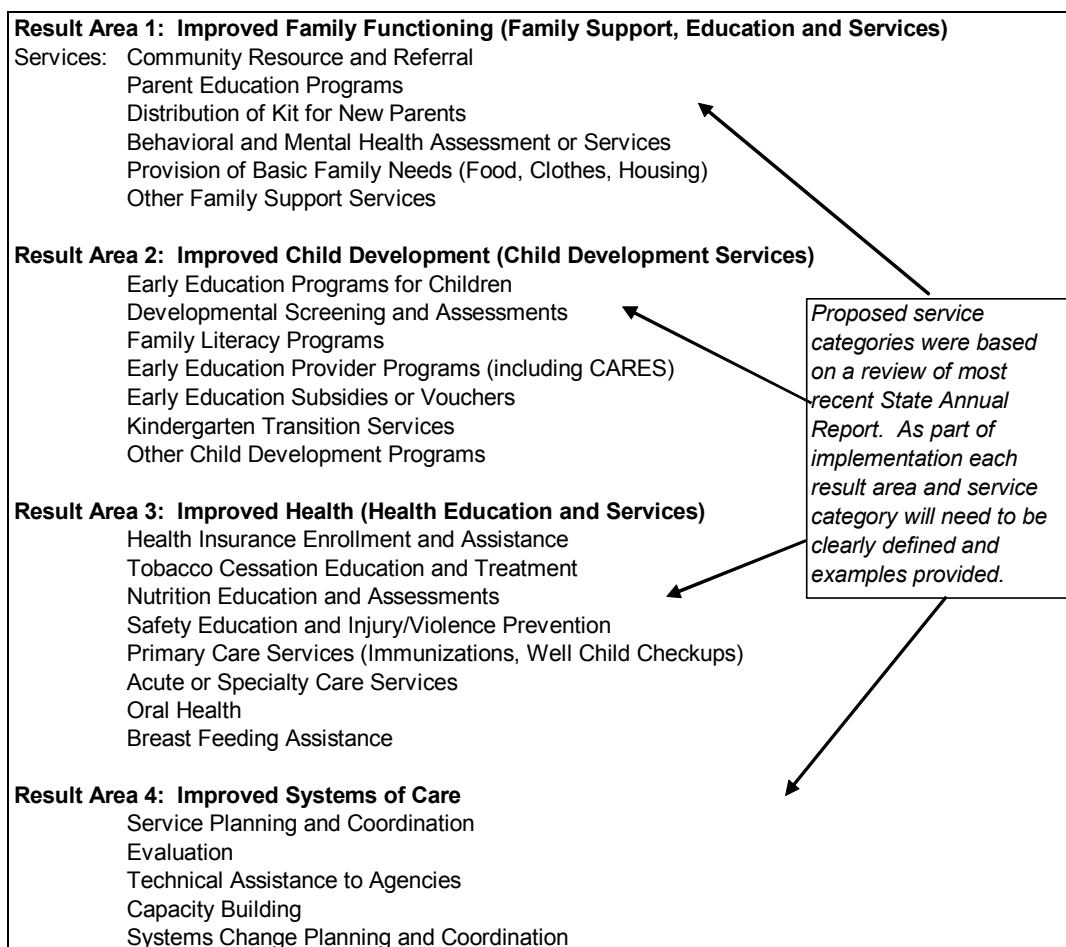 Result Area 1: Improved Family Functioning (Family Support, Education and Services)
Services: Community Resource and Referral
Parent Education Programs
Distribution of Kit for New Parents
Behavioral and Mental Health Assessment or Services
Provision of Basic Family Needs (Food, Clothes, Housing)
Other Family Support Services
Result Area 2: Improved Child Development (Child Development Services)
Early Education Programs for Children
Developmental Screening and Assessments
Family Literacy Programs
Early Education Provider Programs (including CARES)
Early Education Subsidies or Vouchers
Kindergarten Transition Services
Other Child Development Programs
Proposed service
categories were based
on a review of most
recent State Annual
Report. As part of
implementation each
result area and service
category will need to be
clearly defined and
examples provided.
Result Area 3: Improved Health (Health Education and Services)
Health Insurance Enrollment and Assistance
Tobacco Cessation Education and Treatment
Nutrition Education and Assessments
Safety Education and Injury/Violence Prevention
Primary Care Services (Immunizations, Well Child Checkups)
Acute or Specialty Care Services
Oral Health
Breast Feeding Assistance
Result Area 4: Improved Systems of Care
Service Planning and Coordination
Evaluation
Technical Assistance to Agencies
Capacity Building
Systems Change Planning and Coordination